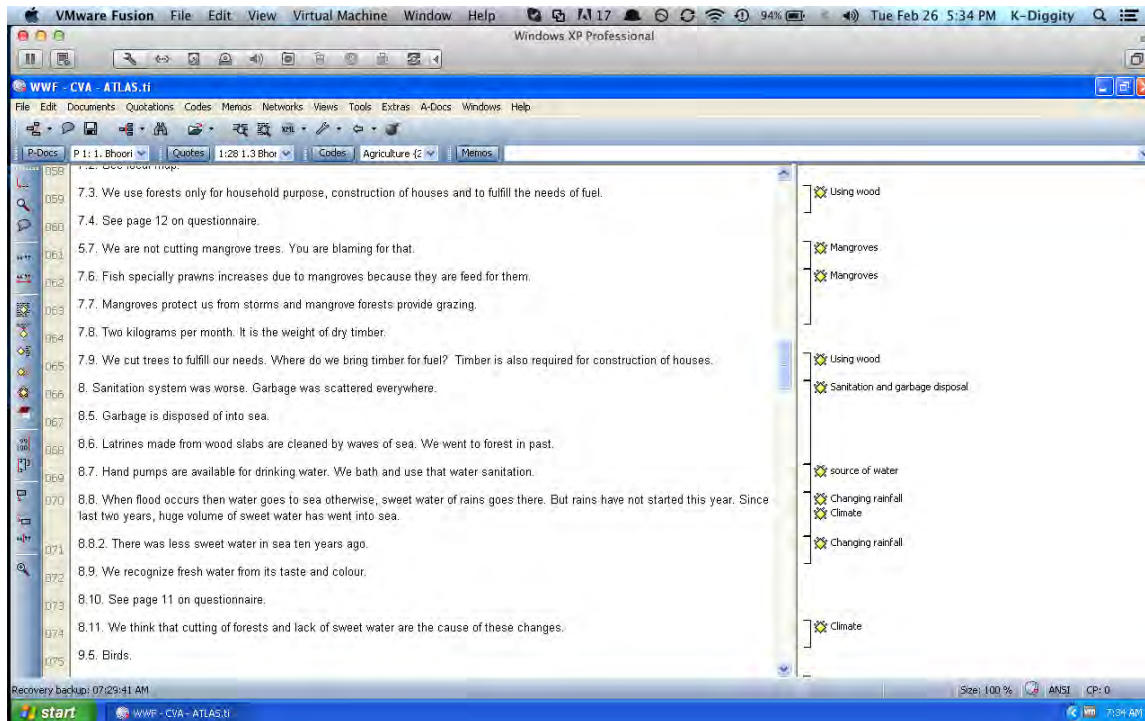 VMware Fusion File Edit View Virtual Machine Window Help 17 94% Tue Feb 26 5:34 PM K-Diggity
Windows XP Professional
WWF - CVA - ATLAS.ti
File Edit Documents Quotations Codes Memos Networks Views Tools Extras A-Docs Windows Help
P-Docs P 1: 1. Bhoori Quotes 1:28 1.3 Bhor Codes Agriculture {2 Memos
058
059 7.3. We use forests only for household purpose, construction of houses and to fulfill the needs of fuel. Using wood
060 7.4. See page 12 on questionnaire.
061 5.7. We are not cutting mangrove trees. You are blaming for that. Mangroves
062 7.6. Fish specially prawns increases due to mangroves because they are feed for them. Mangroves
063 7.7. Mangroves protect us from storms and mangrove forests provide grazing.
064 7.8. Two kilograms per month. It is the weight of dry timber.
065 7.9. We cut trees to fulfill our needs. Where do we bring timber for fuel? Timber is also required for construction of houses. Using wood
066 8. Sanitation system was worse. Garbage was scattered everywhere. Sanitation and garbage disposal
067 8.5. Garbage is disposed of into sea.
068 8.6. Latrines made from wood slabs are cleaned by waves of sea. We went to forest in past.
069 8.7. Hand pumps are available for drinking water. We bath and use that water sanitation. source of water
070 8.8. When flood occurs then water goes to sea otherwise, sweet water of rains goes there. But rains have not started this year. Since Changing rainfall
last two years, huge volume of sweet water has went into sea. Climate
071 8.8.2. There was less sweet water in sea ten years ago. Changing rainfall
072 8.9. We recognize fresh water from its taste and colour.
073 8.10. See page 11 on questionnaire.
074 8.11. We think that cutting of forests and lack of sweet water are the cause of these changes. Climate
075 9.5. Birds.
Recovery backup: 07:29:41 AM Size: 100 % ANSI CP: 0
start WWF - CVA - ATLAS.ti 7:34 AM